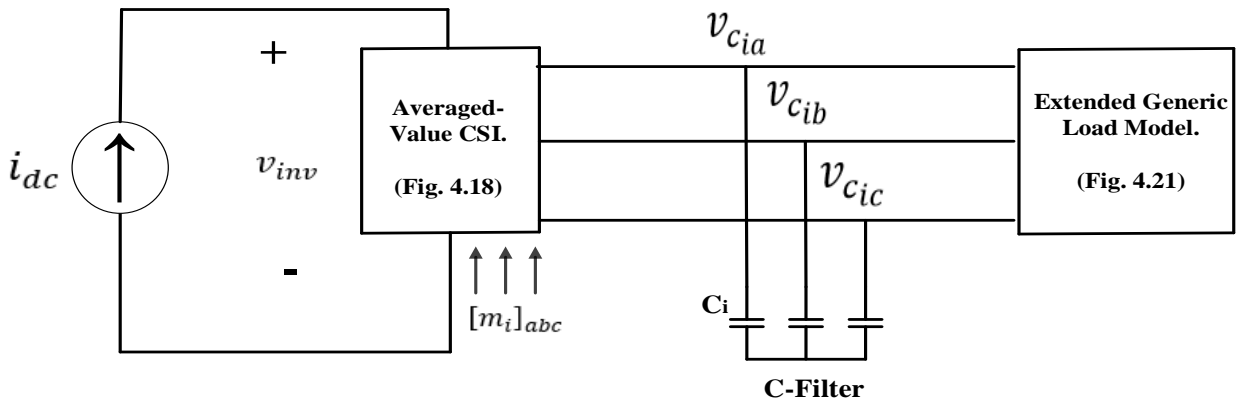 v_{c_{ia}}
+
Averaged-
Value CSI.
(Fig. 4.18)
v_{c_{ib}}
Extended Generic
Load Model.
(Fig. 4.21)
i_{dc}
v_{inv}
v_{c_{ic}}
-
[m_i]_{abc}
Ci
C-Filter